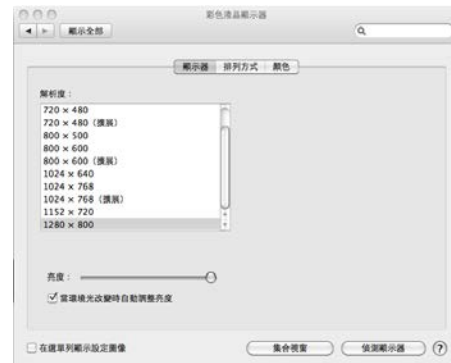 彩色液晶顯示器
顯示全部
顯示器 排列方式 顏色
解析度：
720 × 480
720 × 480（擴展）
800 × 500
800 × 600
800 × 600（擴展）
1024 × 640
1024 × 768
1024 × 768（擴展）
1152 × 720
1280 × 800
亮度：
當環境光改變時自動調整亮度
在選單列顯示設定圖像
集合視窗 偵測顯示器 ?